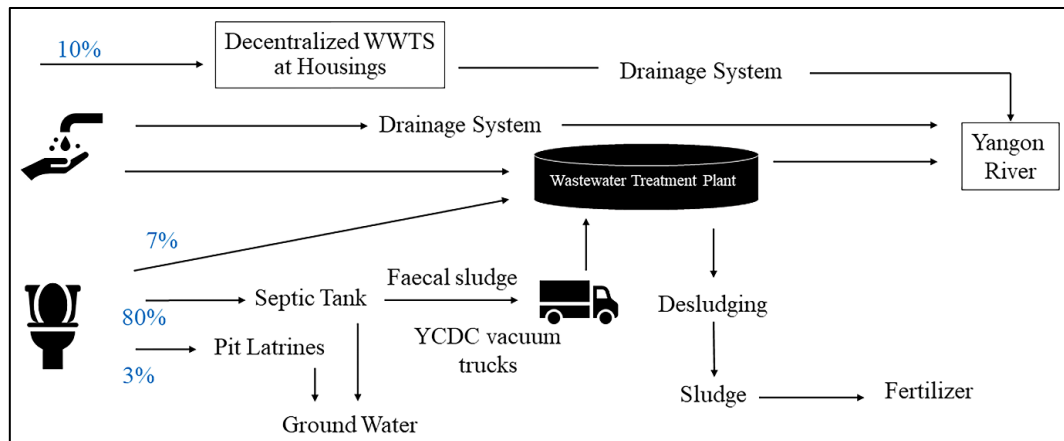 10%
Decentralized WWTS
at Housings
Drainage System
Drainage System
Yangon
River
Wastewater Treatment Plant
7%
Faecal sludge
Septic Tank
80%
Desludging
YCDC vacuum
trucks
Pit Latrines
3%
Sludge
Fertilizer
Ground Water